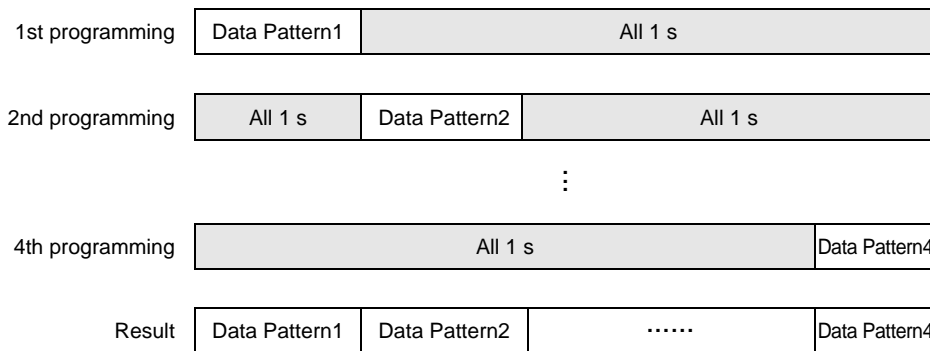 1st programming Data Pattern1 All 1 s
2nd programming All 1 s Data Pattern2 All 1 s
⋮
4th programming All 1 s Data Pattern4
Result Data Pattern1 Data Pattern2 ······ Data Pattern4